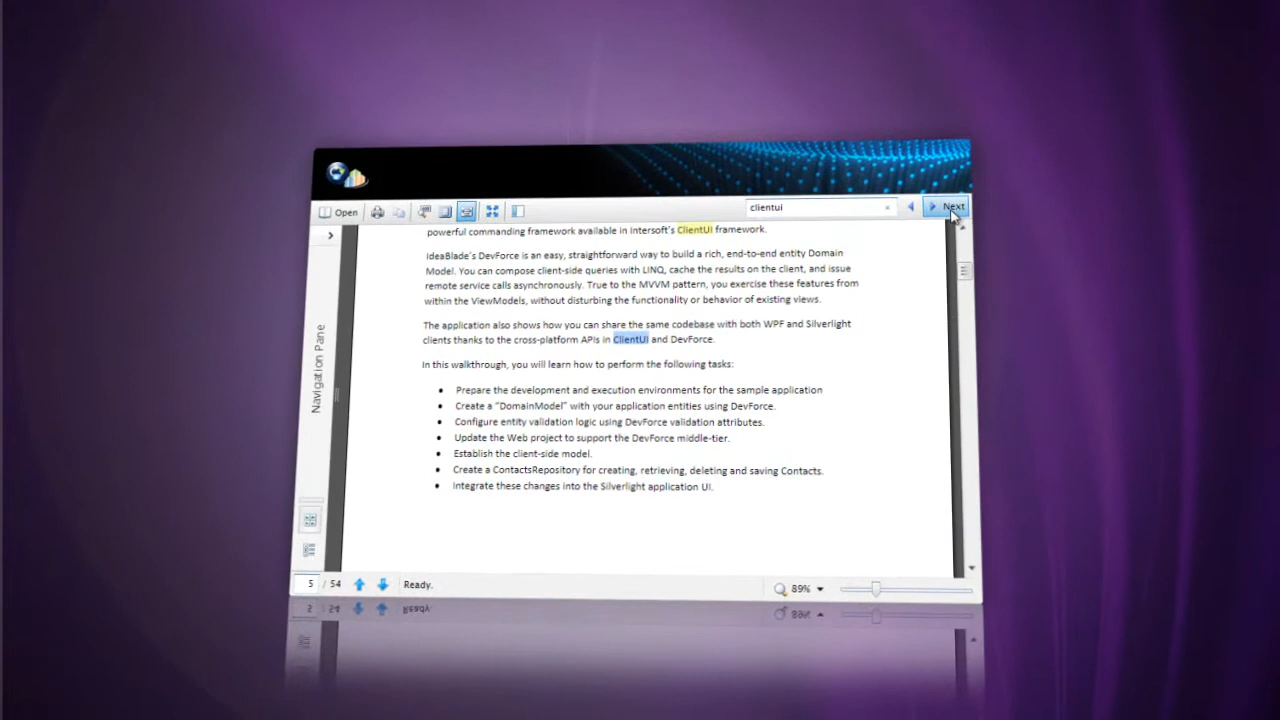 Open
clientui
Next
powerful commanding framework available in Intersoft's ClientUI framework.
IdeaBlade's DevForce is an easy, straightforward way to build a rich, end-to-end entity Domain
Model. You can compose client-side queries with LINQ, cache the results on the client, and issue
remote service calls asynchronously. True to the MVVM pattern, you exercise these features from
within the ViewModels, without disturbing the functionality or behavior of existing views.
The application also shows how you can share the same codebase with both WPF and Silverlight
clients thanks to the cross-platform APIs in ClientUI and DevForce.
In this walkthrough, you will learn how to perform the following tasks:
• Prepare the development and execution environments for the sample application
• Create a “DomainModel” with your application entities using DevForce.
• Configure entity validation logic using DevForce validation attributes.
• Update the Web project to support the DevForce middle-tier.
• Establish the client-side model.
• Create a ContactsRepository for creating, retrieving, deleting and saving Contacts.
• Integrate these changes into the Silverlight application UI.
Navigation Pane
5 / 54
Ready.
89%